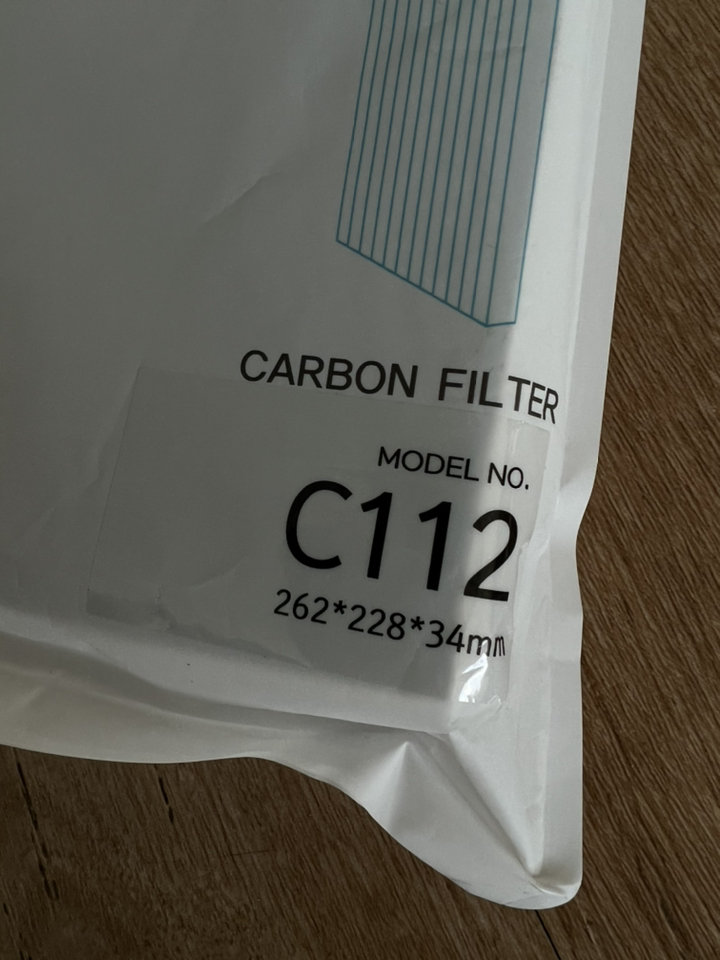 CARBON FILTER
MODEL NO.
C112
262*228*34mm